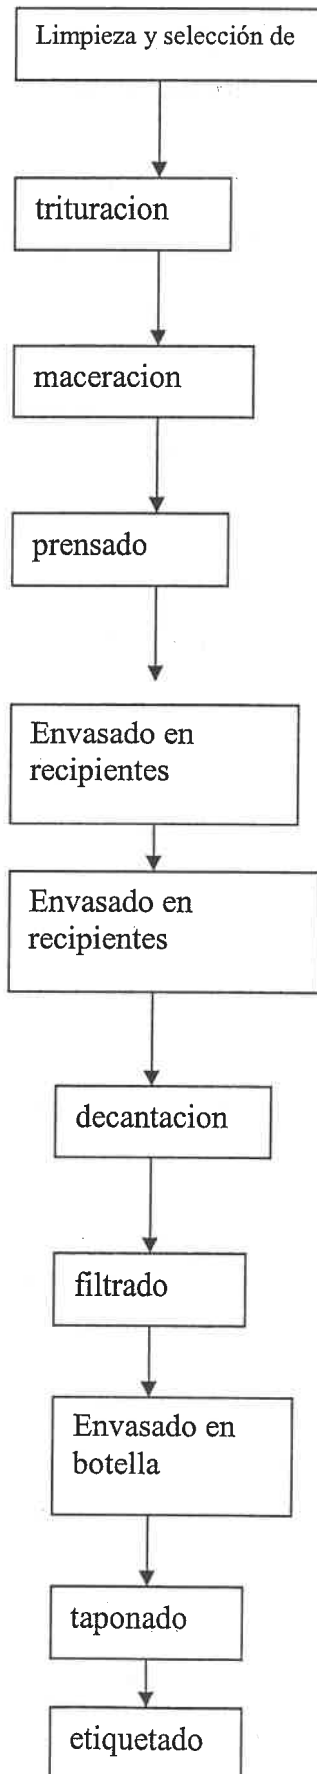 Limpieza y selección de
trituracion
maceracion
prensado
Envasado en
recipientes
Envasado en
recipientes
decantacion
filtrado
Envasado en
botella
taponado
etiquetado